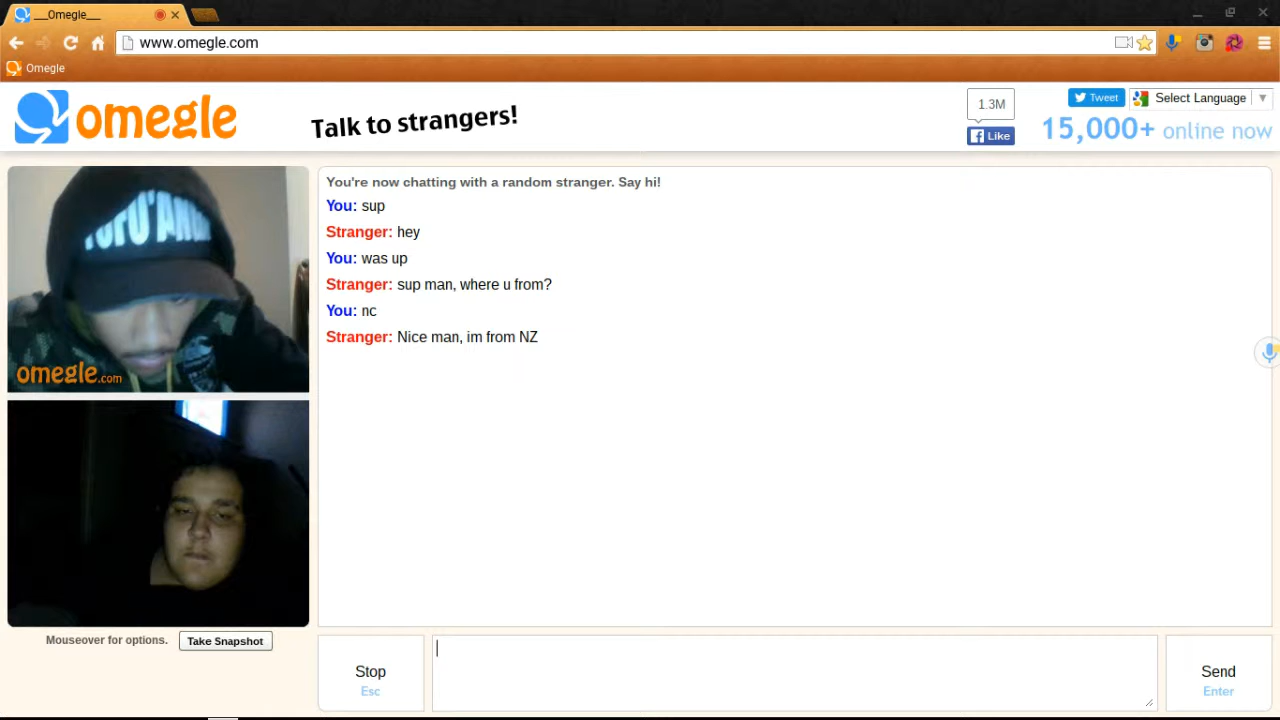 ___Omegle___
www.omegle.com
Omegle
omegle
Talk to strangers!
1.3M
Like
Tweet
Select Language
15,000+ online now
omegle.com
You're now chatting with a random stranger. Say hi!
You: sup
Stranger: hey
You: was up
Stranger: sup man, where u from?
You: nc
Stranger: Nice man, im from NZ
Mouseover for options.
Take Snapshot
Stop
Esc
Send
Enter